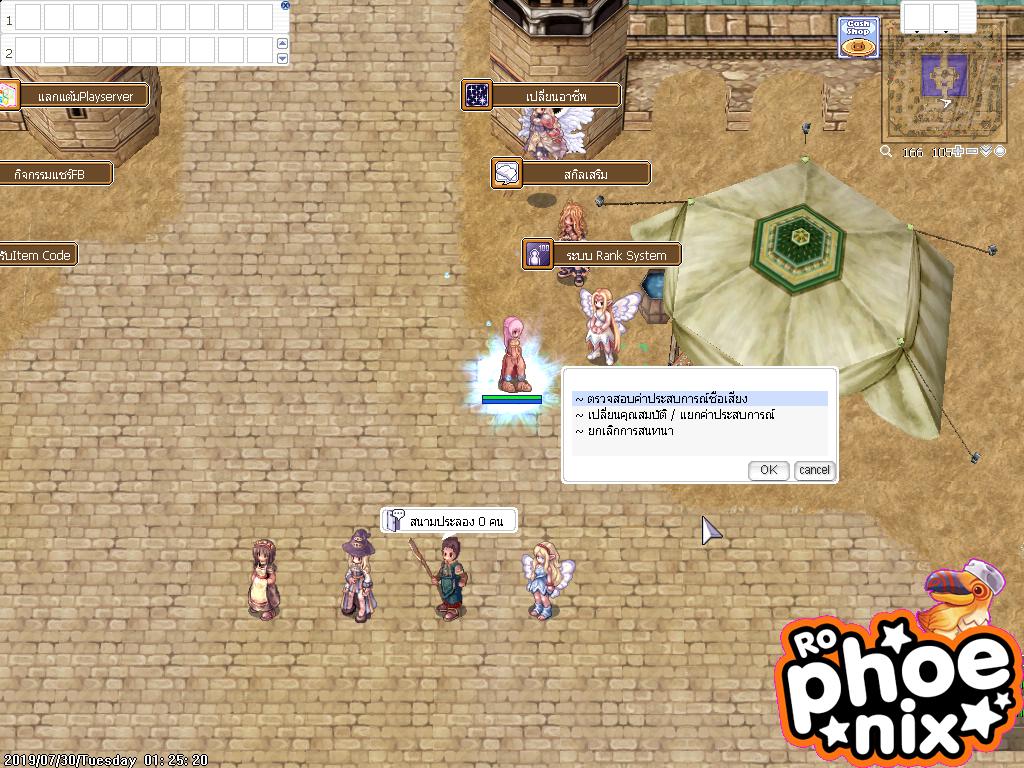 1
2
Cash Shop
แลกแต้มPlayserver
เปลี่ยนอาชีพ
166 105
กิจกรรมแชร์FB
สกิลเสริม
รับItem Code
100
ระบบ Rank System
~ ตรวจสอบค่าประสบการณ์ชื่อเสียง
~ เปลี่ยนคุณสมบัติ / แยกค่าประสบการณ์
~ ยกเลิกการสนทนา
OK cancel
สนามประลอง 0 คน
RO
phoe
nix
2019/07/30/Tuesday 01:25:20